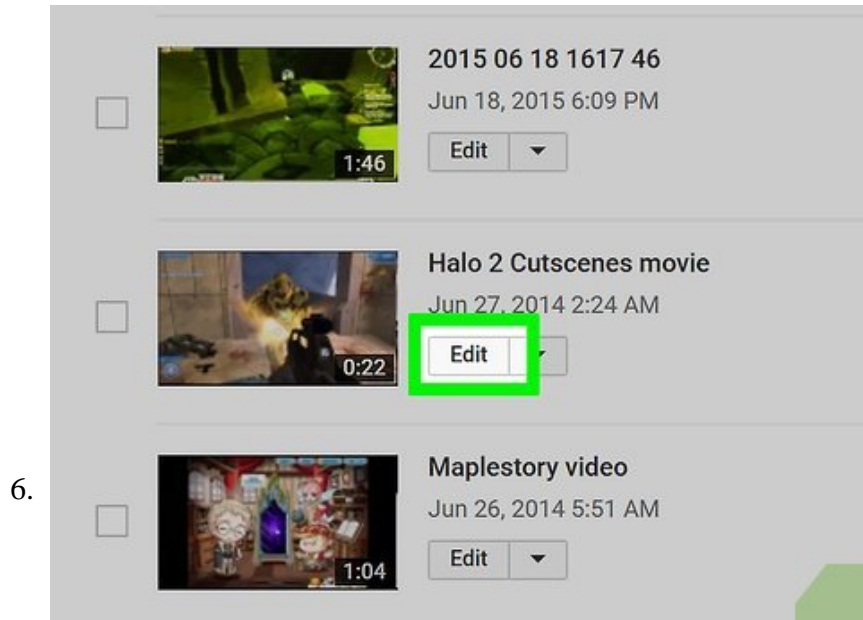 2015 06 18 1617 46
Jun 18, 2015 6:09 PM
1:46
Edit
Halo 2 Cutscenes movie
Jun 27, 2014 2:24 AM
0:22
Edit
6.
Maplestory video
Jun 26, 2014 5:51 AM
1:04
Edit